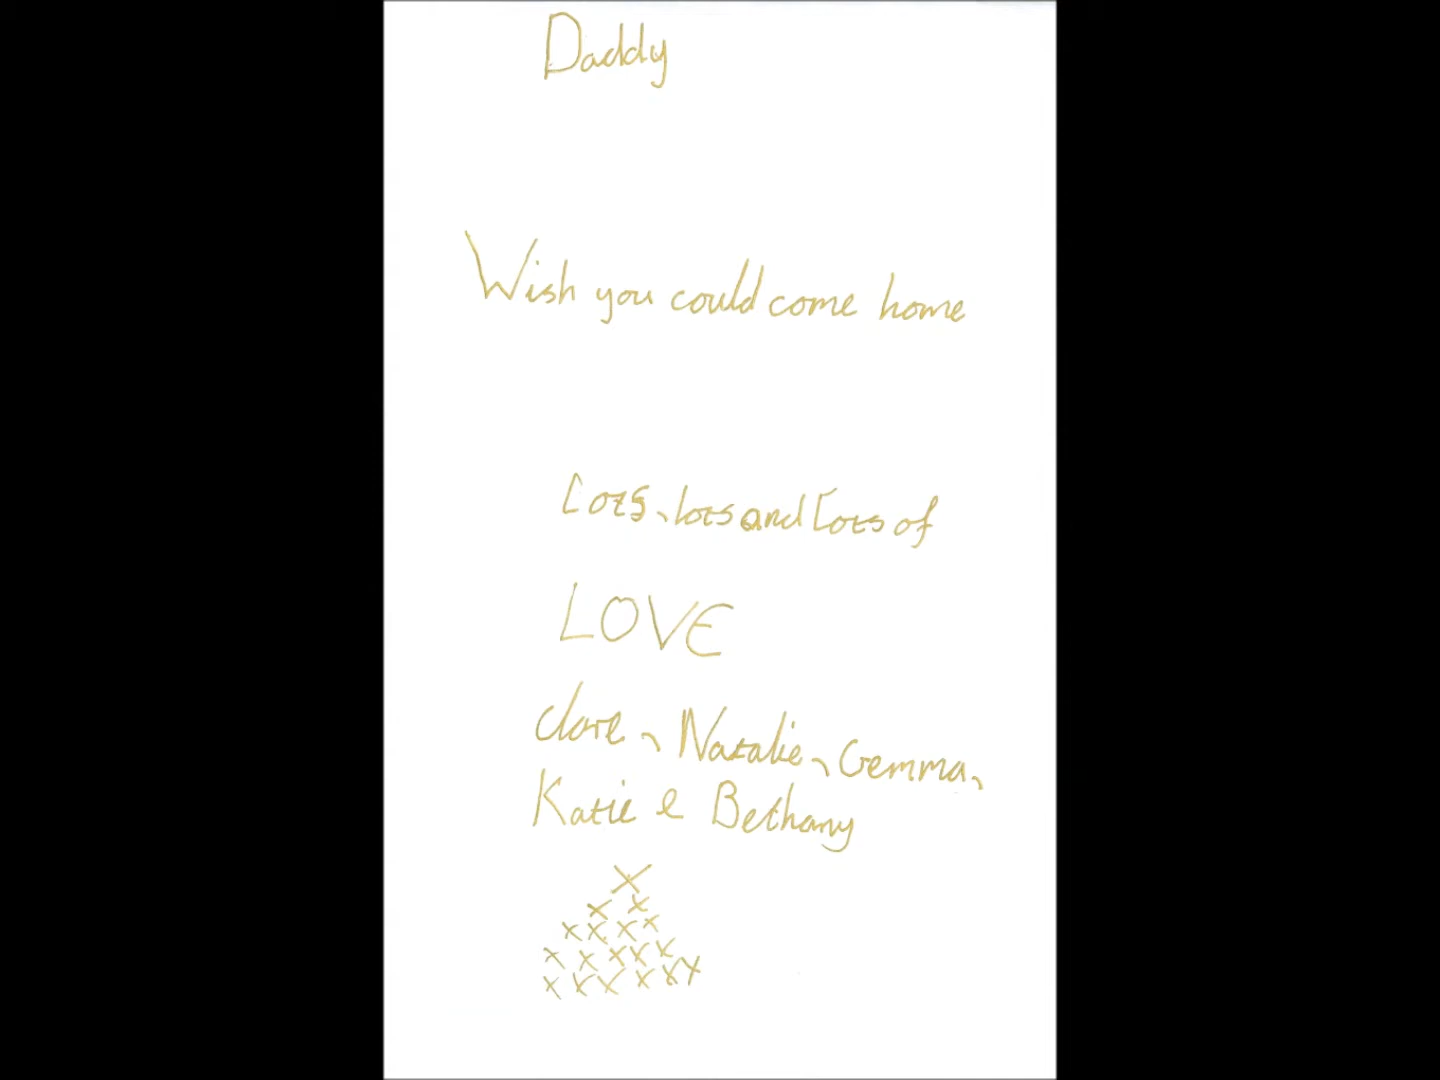 Daddy
Wish you could come home
Lots, lots and Lots of
LOVE
Clare, Natalie, Gemma,
Katie & Bethany
X
X X
X X X X
X X X X X
X X X X X X